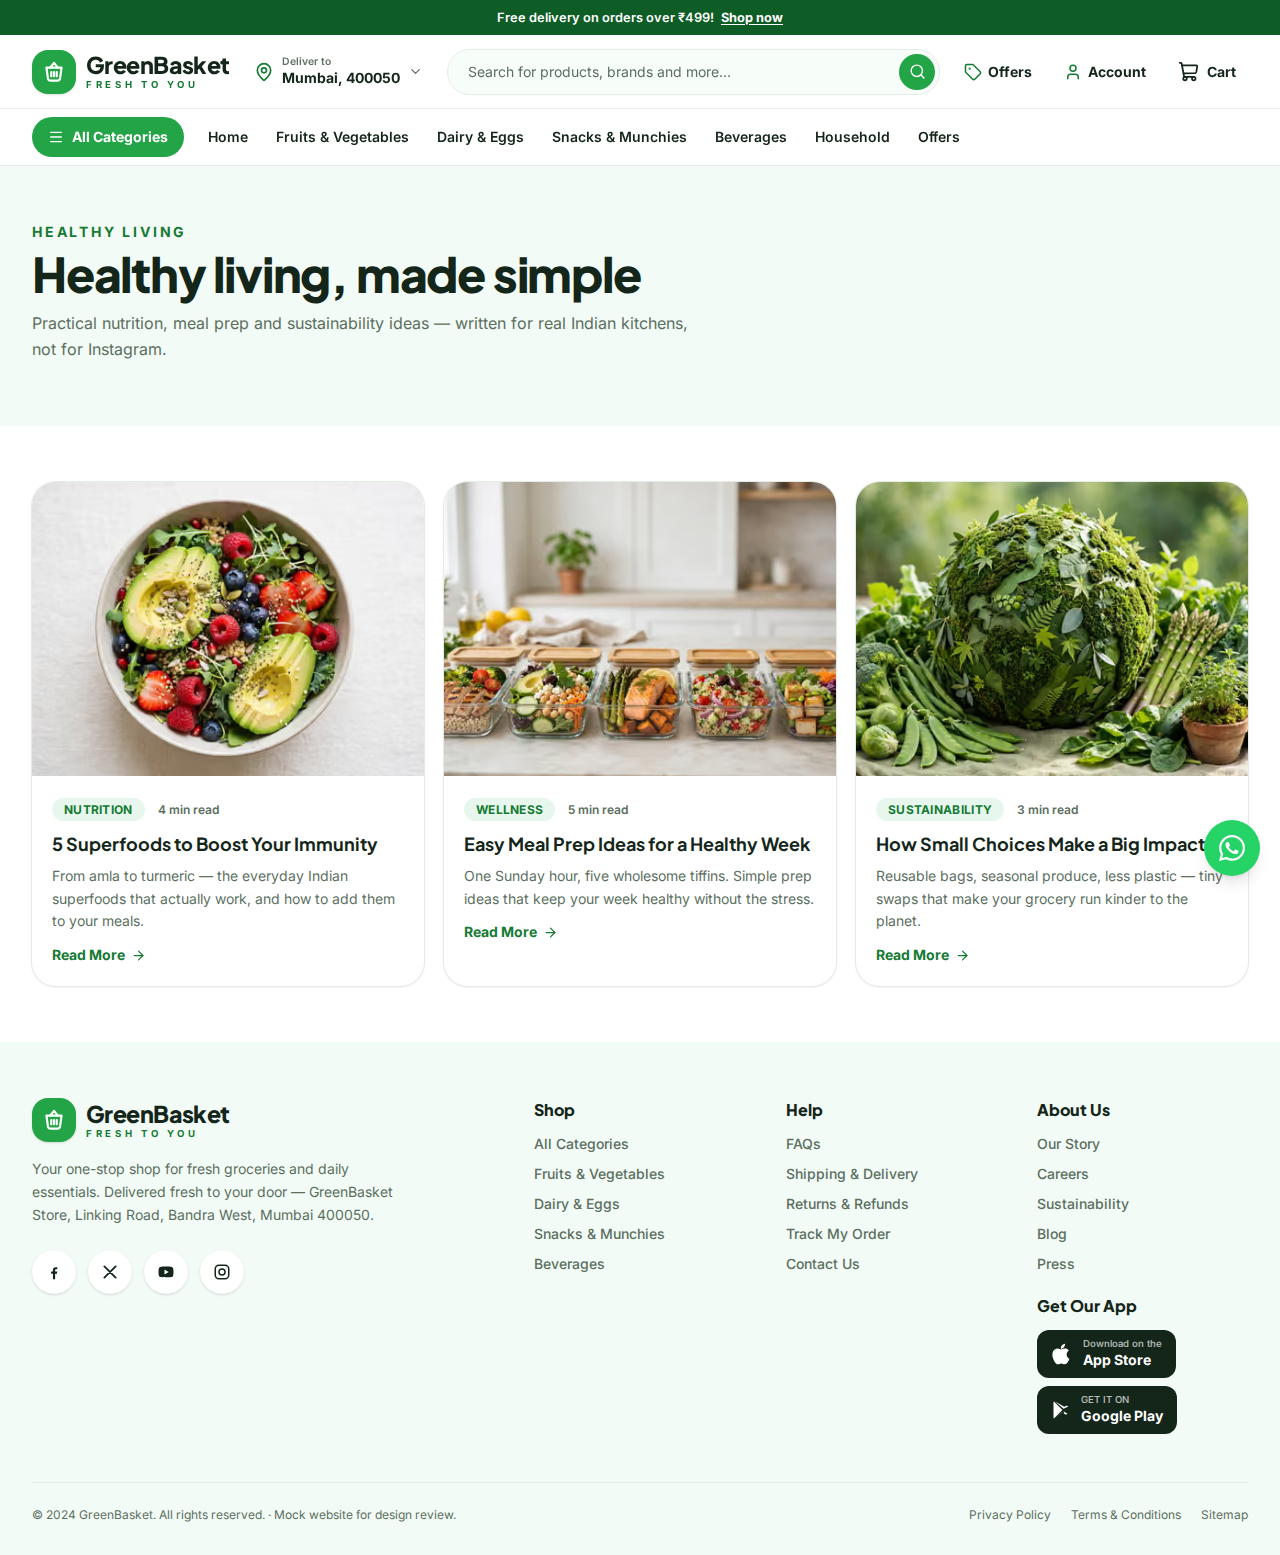 Free delivery on orders over ₹499! Shop now
GreenBasket
FRESH TO YOU
Deliver to
Mumbai, 400050
Search for products, brands and more...
Offers
Account
Cart
All Categories
Home
Fruits & Vegetables
Dairy & Eggs
Snacks & Munchies
Beverages
Household
Offers
HEALTHY LIVING
Healthy living, made simple
Practical nutrition, meal prep and sustainability ideas — written for real Indian kitchens,
not for Instagram.
NUTRITION
4 min read
5 Superfoods to Boost Your Immunity
From amla to turmeric — the everyday Indian
superfoods that actually work, and how to add them
to your meals.
Read More
WELLNESS
5 min read
Easy Meal Prep Ideas for a Healthy Week
One Sunday hour, five wholesome tiffins. Simple prep
ideas that keep your week healthy without the stress.
Read More
SUSTAINABILITY
3 min read
How Small Choices Make a Big Impact
Reusable bags, seasonal produce, less plastic — tiny
swaps that make your grocery run kinder to the
planet.
Read More
GreenBasket
FRESH TO YOU
Your one-stop shop for fresh groceries and daily
essentials. Delivered fresh to your door — GreenBasket
Store, Linking Road, Bandra West, Mumbai 400050.
Shop
All Categories
Fruits & Vegetables
Dairy & Eggs
Snacks & Munchies
Beverages
Help
FAQs
Shipping & Delivery
Returns & Refunds
Track My Order
Contact Us
About Us
Our Story
Careers
Sustainability
Blog
Press
Get Our App
Download on the
App Store
GET IT ON
Google Play
© 2024 GreenBasket. All rights reserved. · Mock website for design review.
Privacy Policy
Terms & Conditions
Sitemap